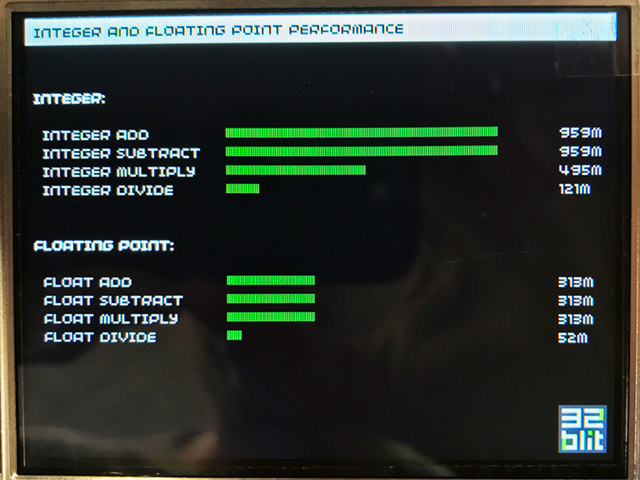 INTEGER AND FLOATING POINT PERFORMANCE
INTEGER:
INTEGER ADD 959M
INTEGER SUBTRACT 959M
INTEGER MULTIPLY 495M
INTEGER DIVIDE 121M
FLOATING POINT:
FLOAT ADD 313M
FLOAT SUBTRACT 313M
FLOAT MULTIPLY 313M
FLOAT DIVIDE 52M
32
blit